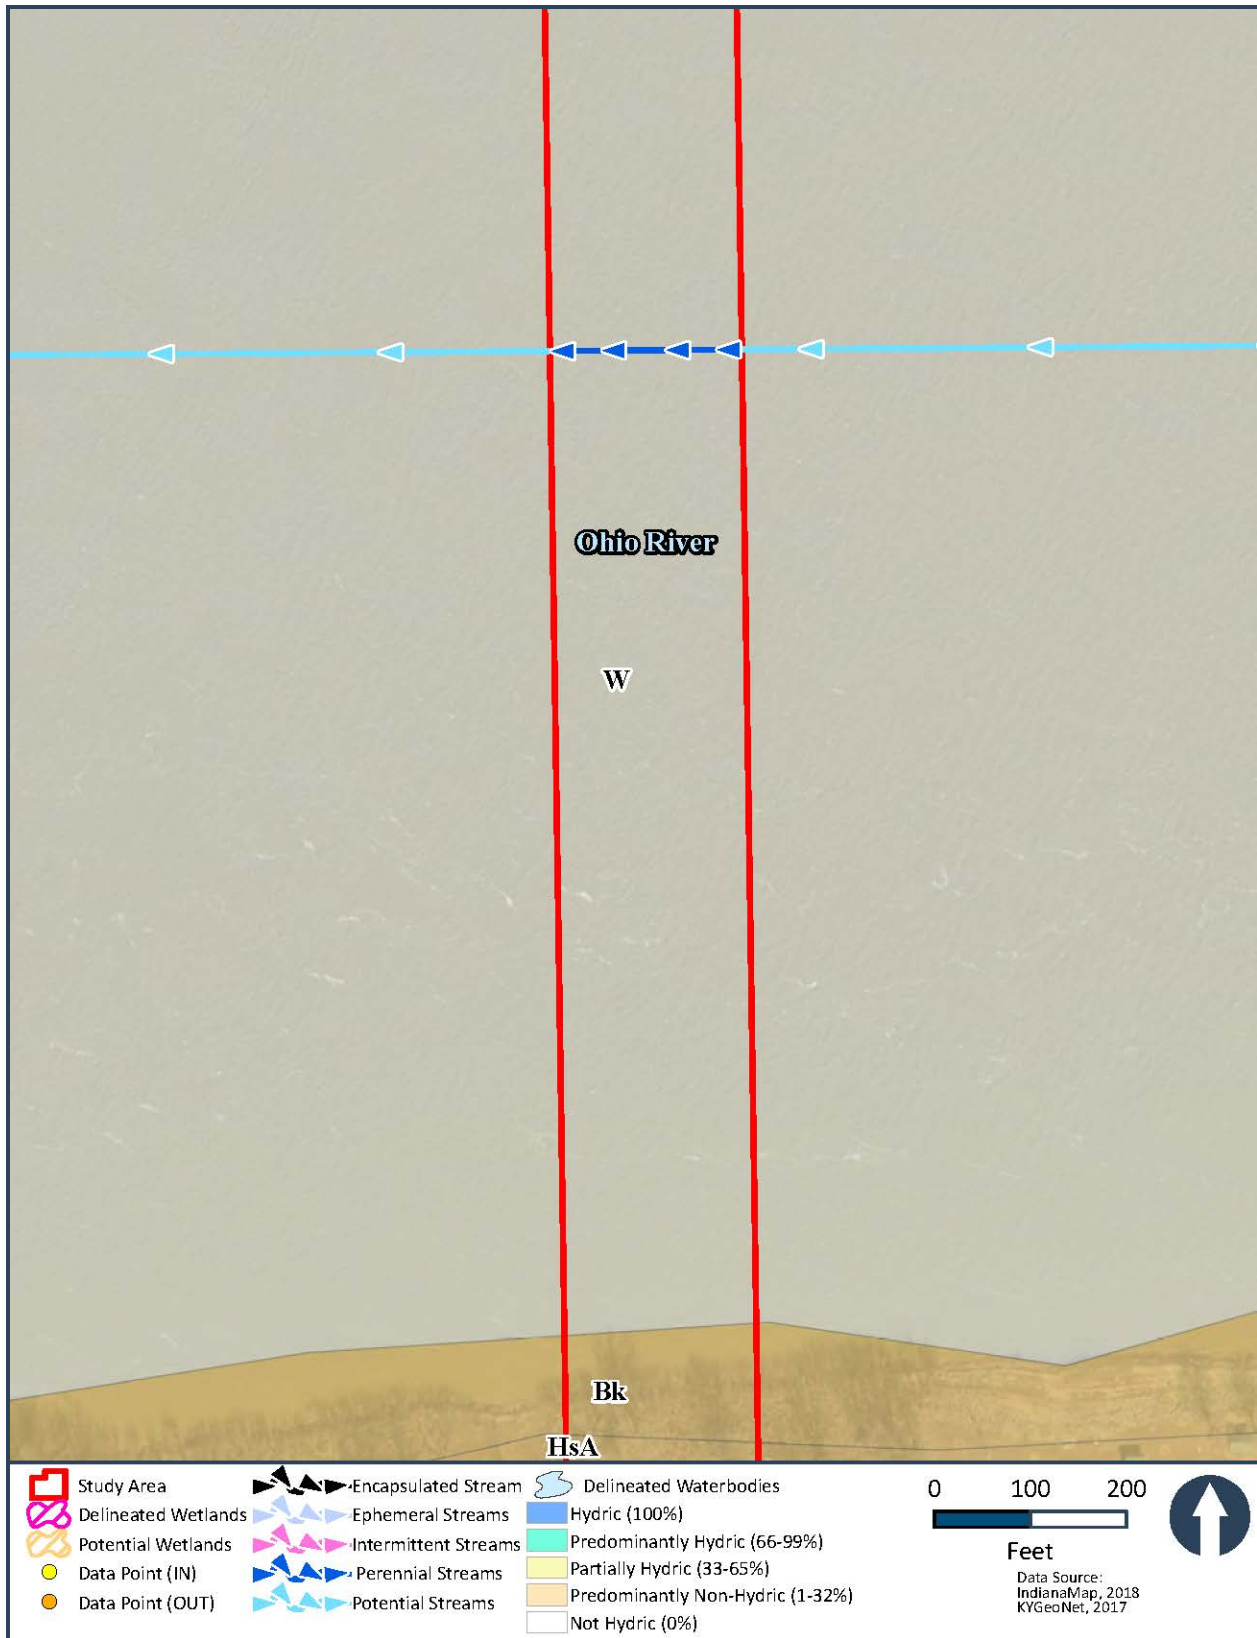 Ohio River
W
Bk
HsA
Study Area
Delineated Wetlands
Potential Wetlands
Data Point (IN)
Data Point (OUT)
Encapsulated Stream
Ephemeral Streams
Intermittent Streams
Perennial Streams
Potential Streams
Delineated Waterbodies
Hydric (100%)
Predominantly Hydric (66-99%)
Partially Hydric (33-65%)
Predominantly Non-Hydric (1-32%)
Not Hydric (0%)
0 100 200
Feet
Data Source:
IndianaMap, 2018
KYGeoNet, 2017